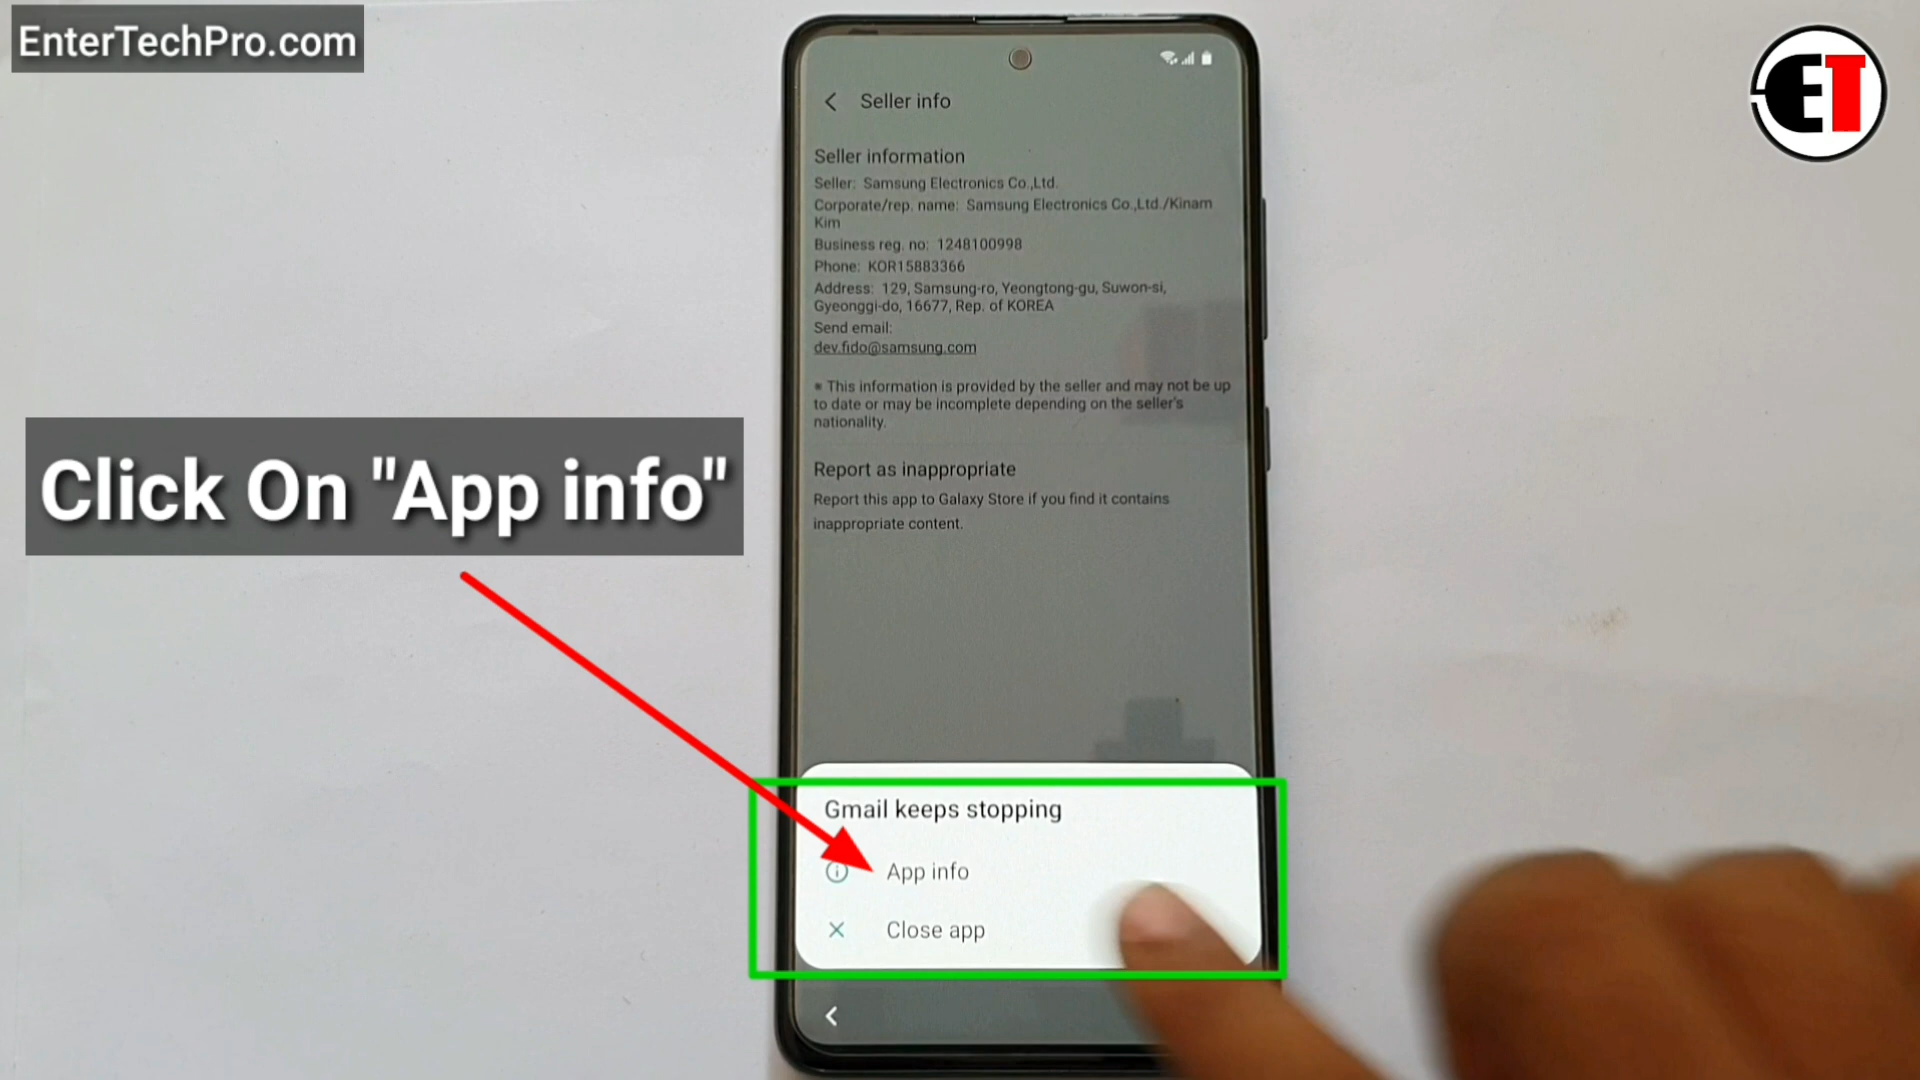 EnterTechPro.com
ET
Seller info
Seller information
Seller: Samsung Electronics Co.,Ltd.
Corporate/rep. name: Samsung Electronics Co.,Ltd./Kinam
Kim
Business reg. no: 1248100998
Phone: KOR15883366
Address: 129, Samsung-ro, Yeongtong-gu, Suwon-si,
Gyeonggi-do, 16677, Rep. of KOREA
Send email:
dev.fido@samsung.com
* This information is provided by the seller and may not be up
to date or may be incomplete depending on the seller's
nationality.
Click On "App info"
Report as inappropriate
Report this app to Galaxy Store if you find it contains
inappropriate content.
Gmail keeps stopping
App info
Close app